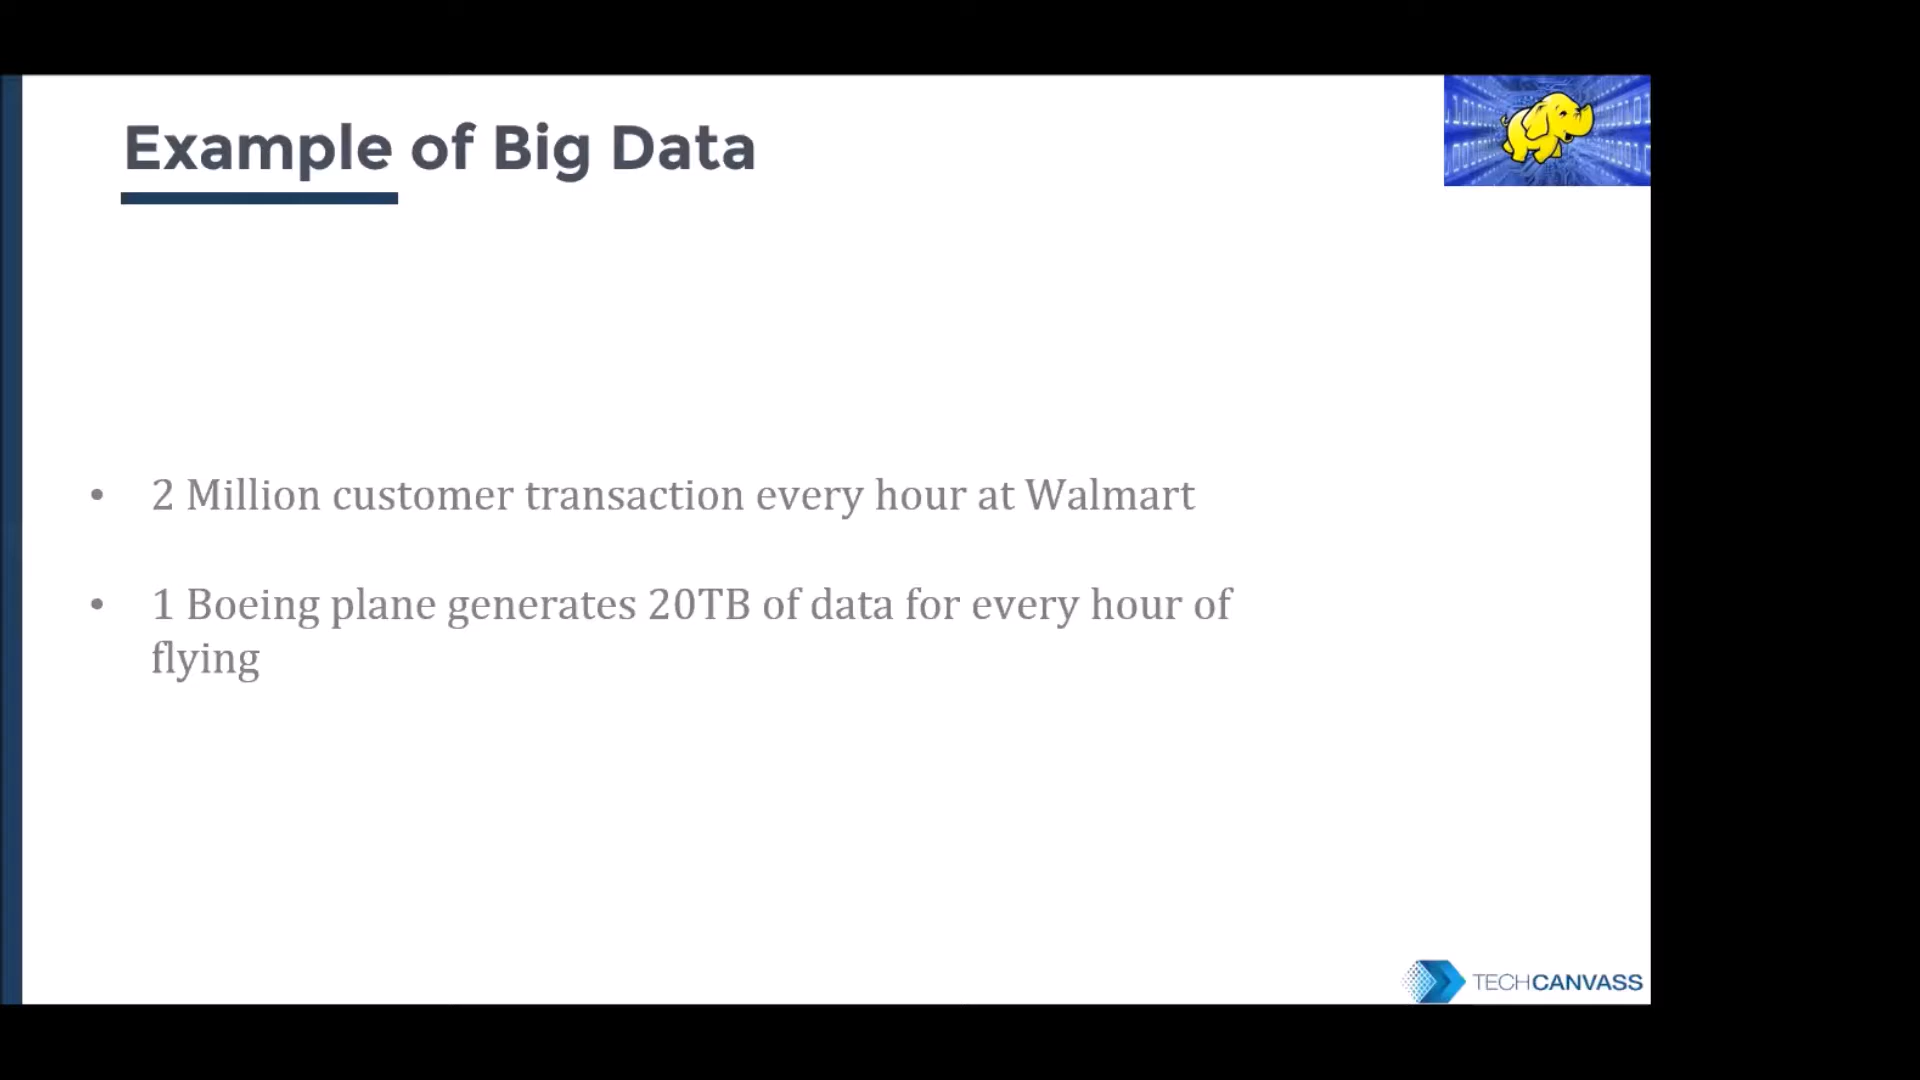 Example of Big Data
• 2 Million customer transaction every hour at Walmart
• 1 Boeing plane generates 20TB of data for every hour of
flying
TECHCANVASS